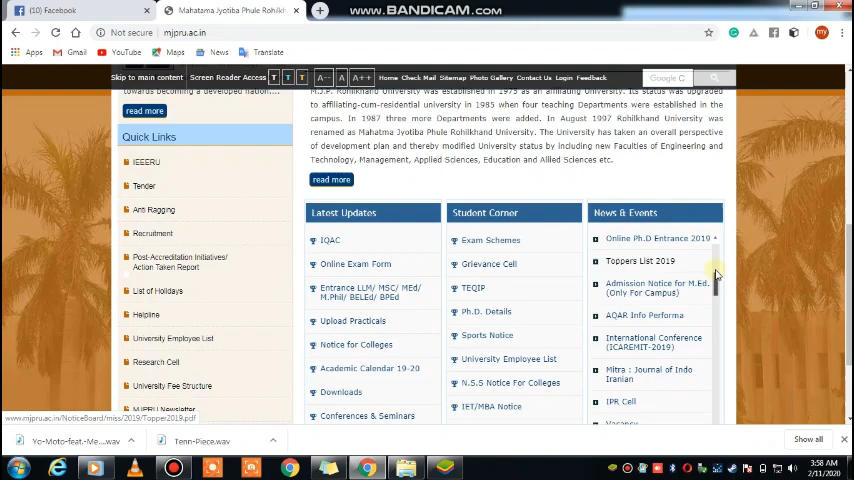 (10) Facebook
Mahatama Jyotiba Phule Rohilkh
www.BANDICAM.com
Not secure
mjpru.ac.in
Apps
YouTube
Maps
News
Translate
Skip to main content
Screen Reader Access
T
T
T
A--
A
A++
Home
Check Mail
Sitemap
Photo Gallery
Contact Us
Login
Feedback
Google C
towards becoming a developed nation....
read more
M.J.P. Rohilkhand University was established in 1975 as an affiliating University. Its status was upgraded
to affiliating-cum-residential university in 1985 when four teaching Departments were established in the
campus. In 1987 three more Departments were added. In August 1997 Rohilkhand University was
renamed as Mahatma Jyotiba Phule Rohilkhand University. The University has taken an overall perspective
of development plan and thereby modified University status by including new Faculties of Engineering and
Technology, Management, Applied Sciences, Education and Allied Sciences etc.
read more
Quick Links
IEEERU
Tender
Anti Ragging
Recruitment
Post-Accreditation Initiatives/
Action Taken Report
List of Holidays
Helpline
University Employee List
Research Cell
University Fee Structure
MJPRU Newsletter
Latest Updates
IQAC
Online Exam Form
Entrance LLM/ MSC/ MEd/
M.Phil/ BELEd/ BPEd
Upload Practicals
Notice for Colleges
Academic Calendar 19-20
Downloads
Conferences & Seminars
Student Corner
Exam Schemes
Grievance Cell
TEQIP
Ph.D. Details
Sports Notice
University Employee List
N.S.S Notice For Colleges
IET/MBA Notice
News & Events
Online Ph.D Entrance 2019
Toppers List 2019
Admission Notice for M.Ed.
(Only For Campus)
AQAR Info Performa
International Conference
(ICAREMIT-2019)
Mitra : Journal of Indo
Iranian
IPR Cell
Vacancy
www.mjpru.ac.in/NoticeBoard/miss/2019/Topper2019.pdf
Yo-Moto-feat.-Me....wav
Tenn-Piece.wav
Show all
3:58 AM
2/11/2020